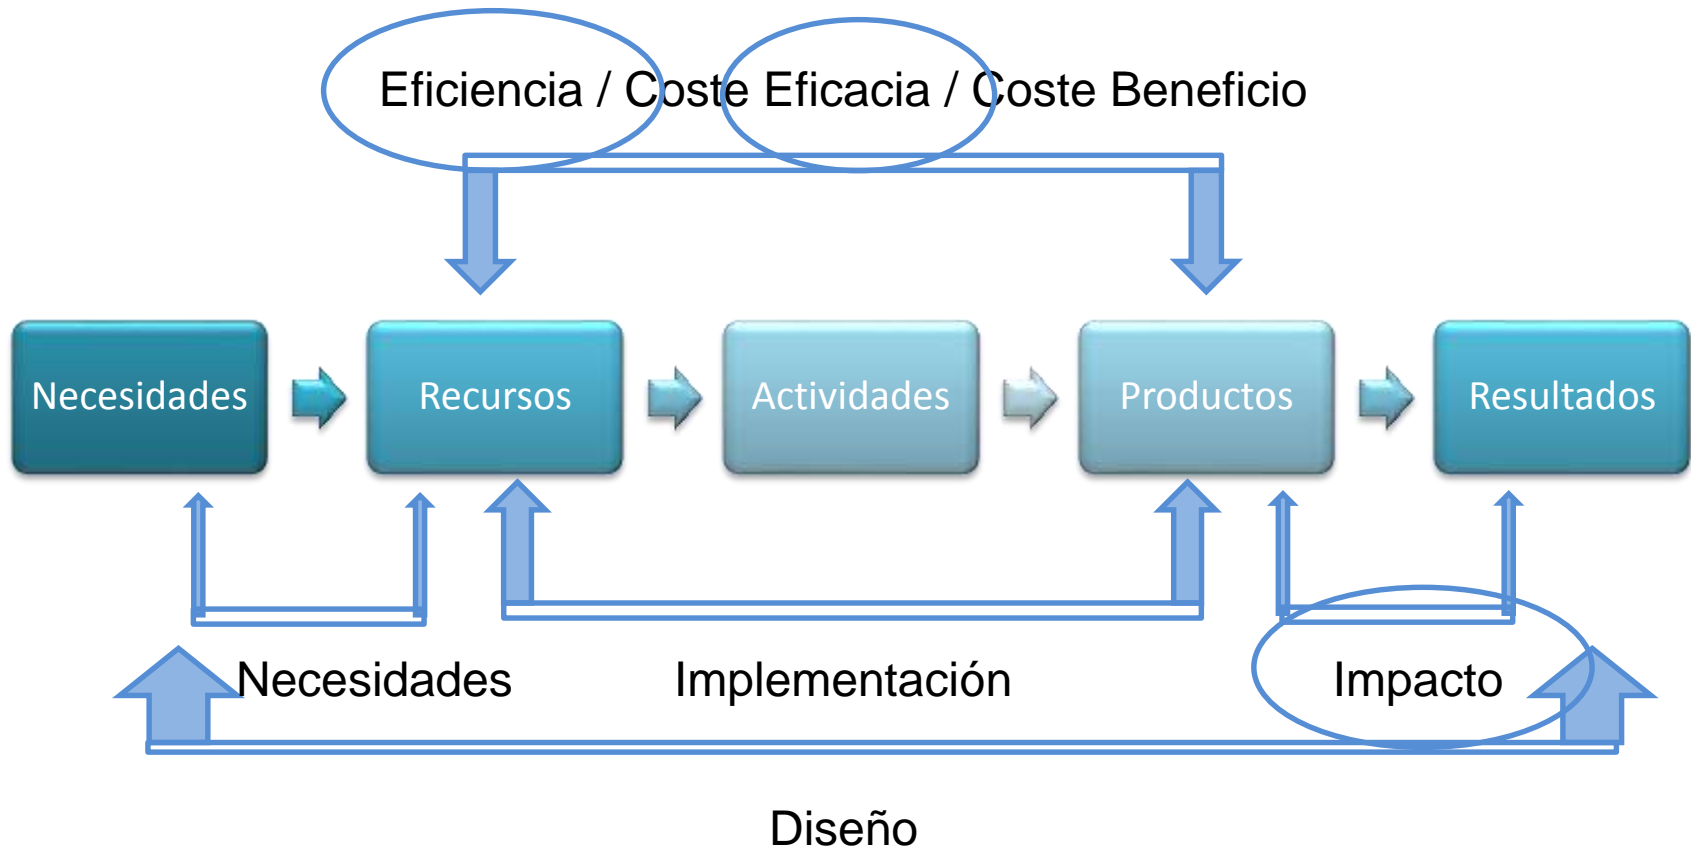 Eficiencia / Coste Eficacia / Coste Beneficio
Necesidades
Recursos
Actividades
Productos
Resultados
Necesidades
Implementación
Impacto
Diseño